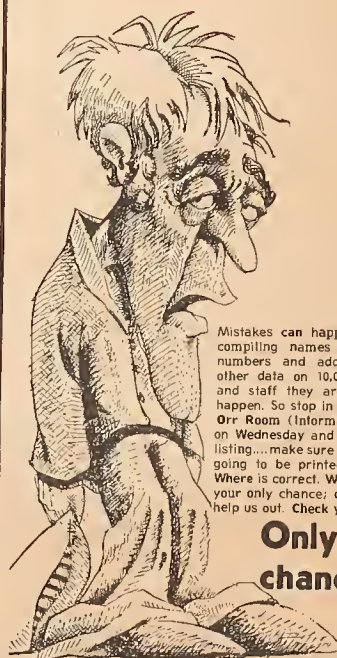 Mistakes can happ
compiling names
numbers and add
other data on 10,0
and staff they ar
happen. So stop in
Orr Room (Inform
on Wednesday and
listing....make sure
going to be printe
Where is correct. W
your only chance; c
help us out. Check y
Only
chanc